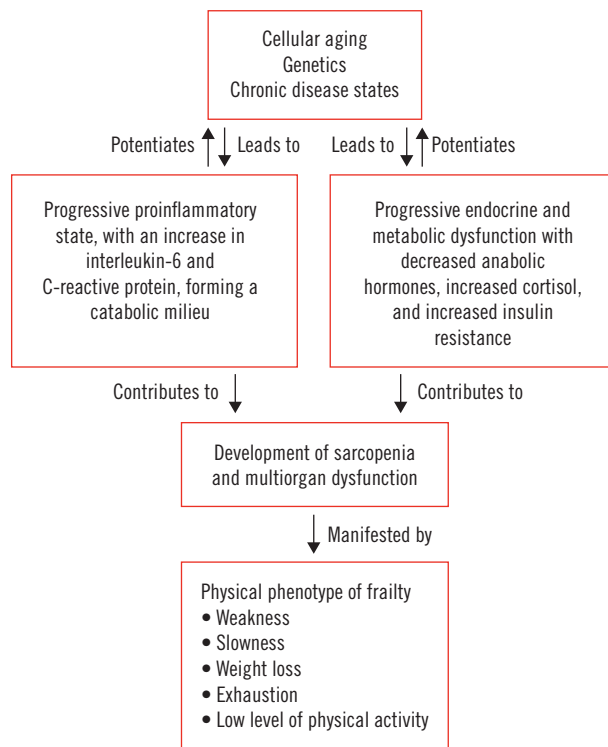 Cellular aging
Genetics
Chronic disease states
Potentiates
Leads to
Leads to
Potentiates
Progressive proinflammatory
state, with an increase in
interleukin-6 and
C-reactive protein, forming a
catabolic milieu
Progressive endocrine and
metabolic dysfunction with
decreased anabolic
hormones, increased cortisol,
and increased insulin
resistance
Contributes to
Contributes to
Development of sarcopenia
and multiorgan dysfunction
Manifested by
Physical phenotype of frailty
• Weakness
• Slowness
• Weight loss
• Exhaustion
• Low level of physical activity